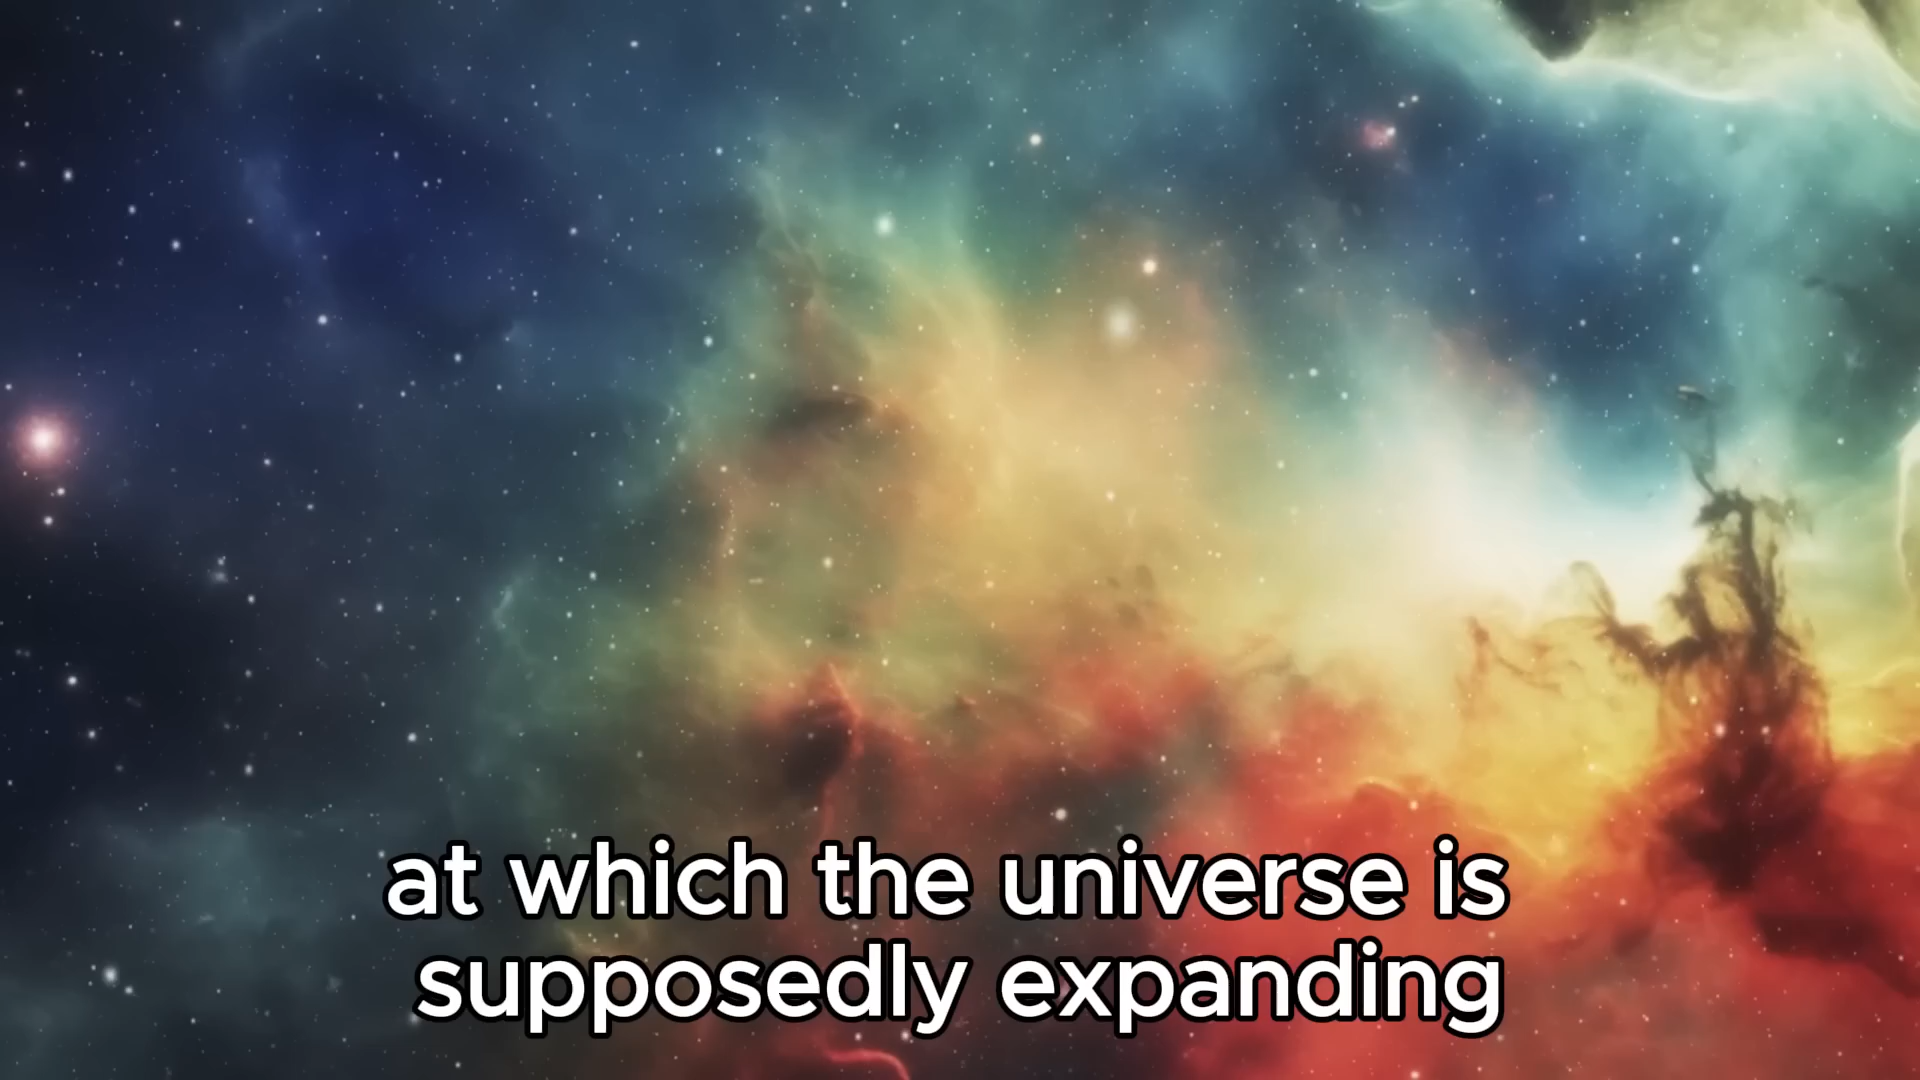 at which the universe is
supposedly expanding